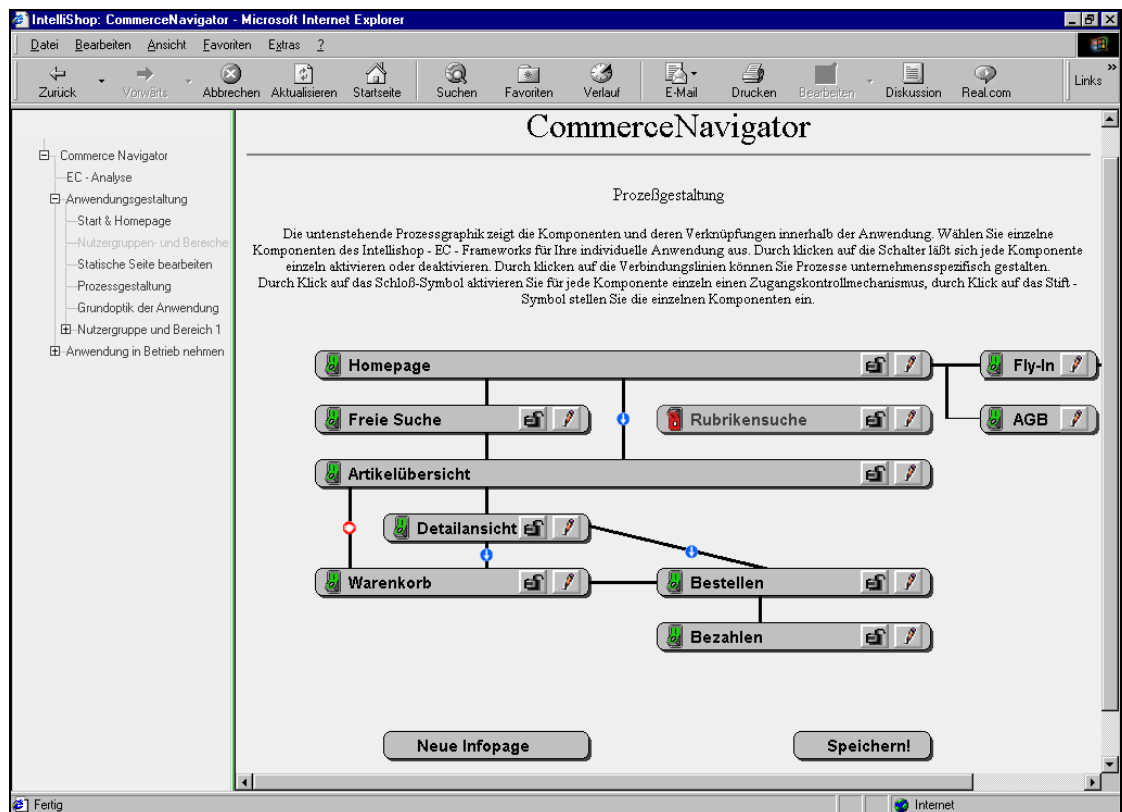 IntelliShop: CommerceNavigator - Microsoft Internet Explorer
Datei Bearbeiten Ansicht Favoriten Extras ?
Zurück Vorwärts Abbrechen Aktualisieren Startseite Suchen Favoriten Verlauf E-Mail Drucken Bearbeiten Diskussion Real.com Links »
Commerce Navigator
EC - Analyse
Anwendungsgestaltung
Start & Homepage
Nutzergruppen- und Bereiche
Statische Seite bearbeiten
Prozessgestaltung
Grundoptik der Anwendung
Nutzergruppe und Bereich 1
Anwendung in Betrieb nehmen
CommerceNavigator
Prozeßgestaltung
Die untenstehende Prozessgraphik zeigt die Komponenten und deren Verknüpfungen innerhalb der Anwendung. Wählen Sie einzelne
Komponenten des Intellishop - EC - Frameworks für Ihre individuelle Anwendung aus. Durch klicken auf die Schalter läßt sich jede Komponente
einzeln aktivieren oder deaktivieren. Durch klicken auf die Verbindungslinien können Sie Prozesse unternehmensspezifisch gestalten.
Durch Klick auf das Schloß-Symbol aktivieren Sie für jede Komponente einzeln einen Zugangskontrollmechanismus, durch Klick auf das Stift -
Symbol stellen Sie die einzelnen Komponenten ein.
Homepage Fly-In
Freie Suche Rubrikensuche AGB
Artikelübersicht
Detailansicht
Warenkorb Bestellen
Bezahlen
Neue Infopage Speichern!
Fertig Internet